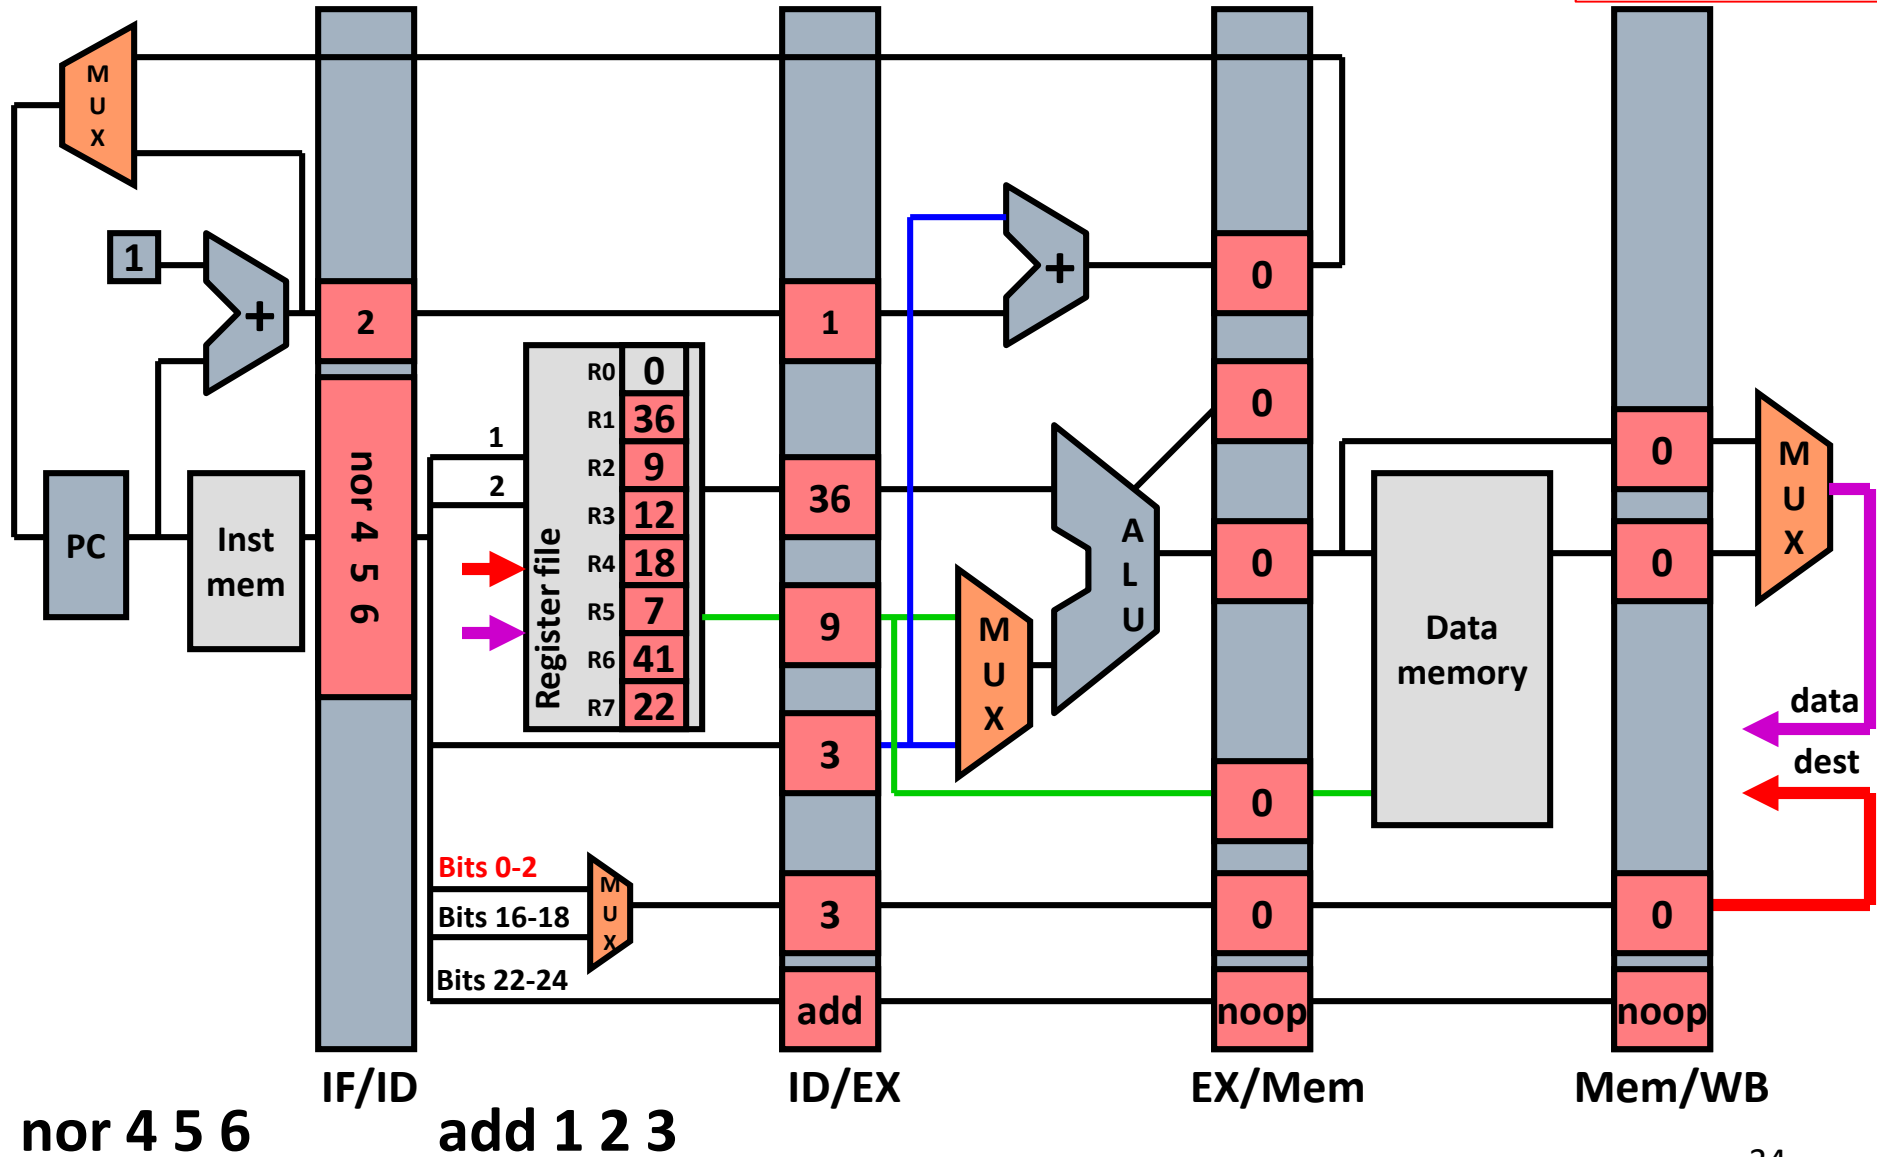 M
U
X
1
+
2
1
+
0
R0 0
R1 36
R2 9
R3 12
R4 18
R5 7
R6 41
R7 22
Register file
1
2
nor 4 5 6
PC
Inst
mem
36
9
3
3
add
M
U
X
A
L
U
0
0
0
0
noop
Data
memory
0
0
0
noop
M
U
X
data
dest
Bits 0-2
Bits 16-18
Bits 22-24
M
U
X
IF/ID
ID/EX
EX/Mem
Mem/WB
nor 4 5 6
add 1 2 3